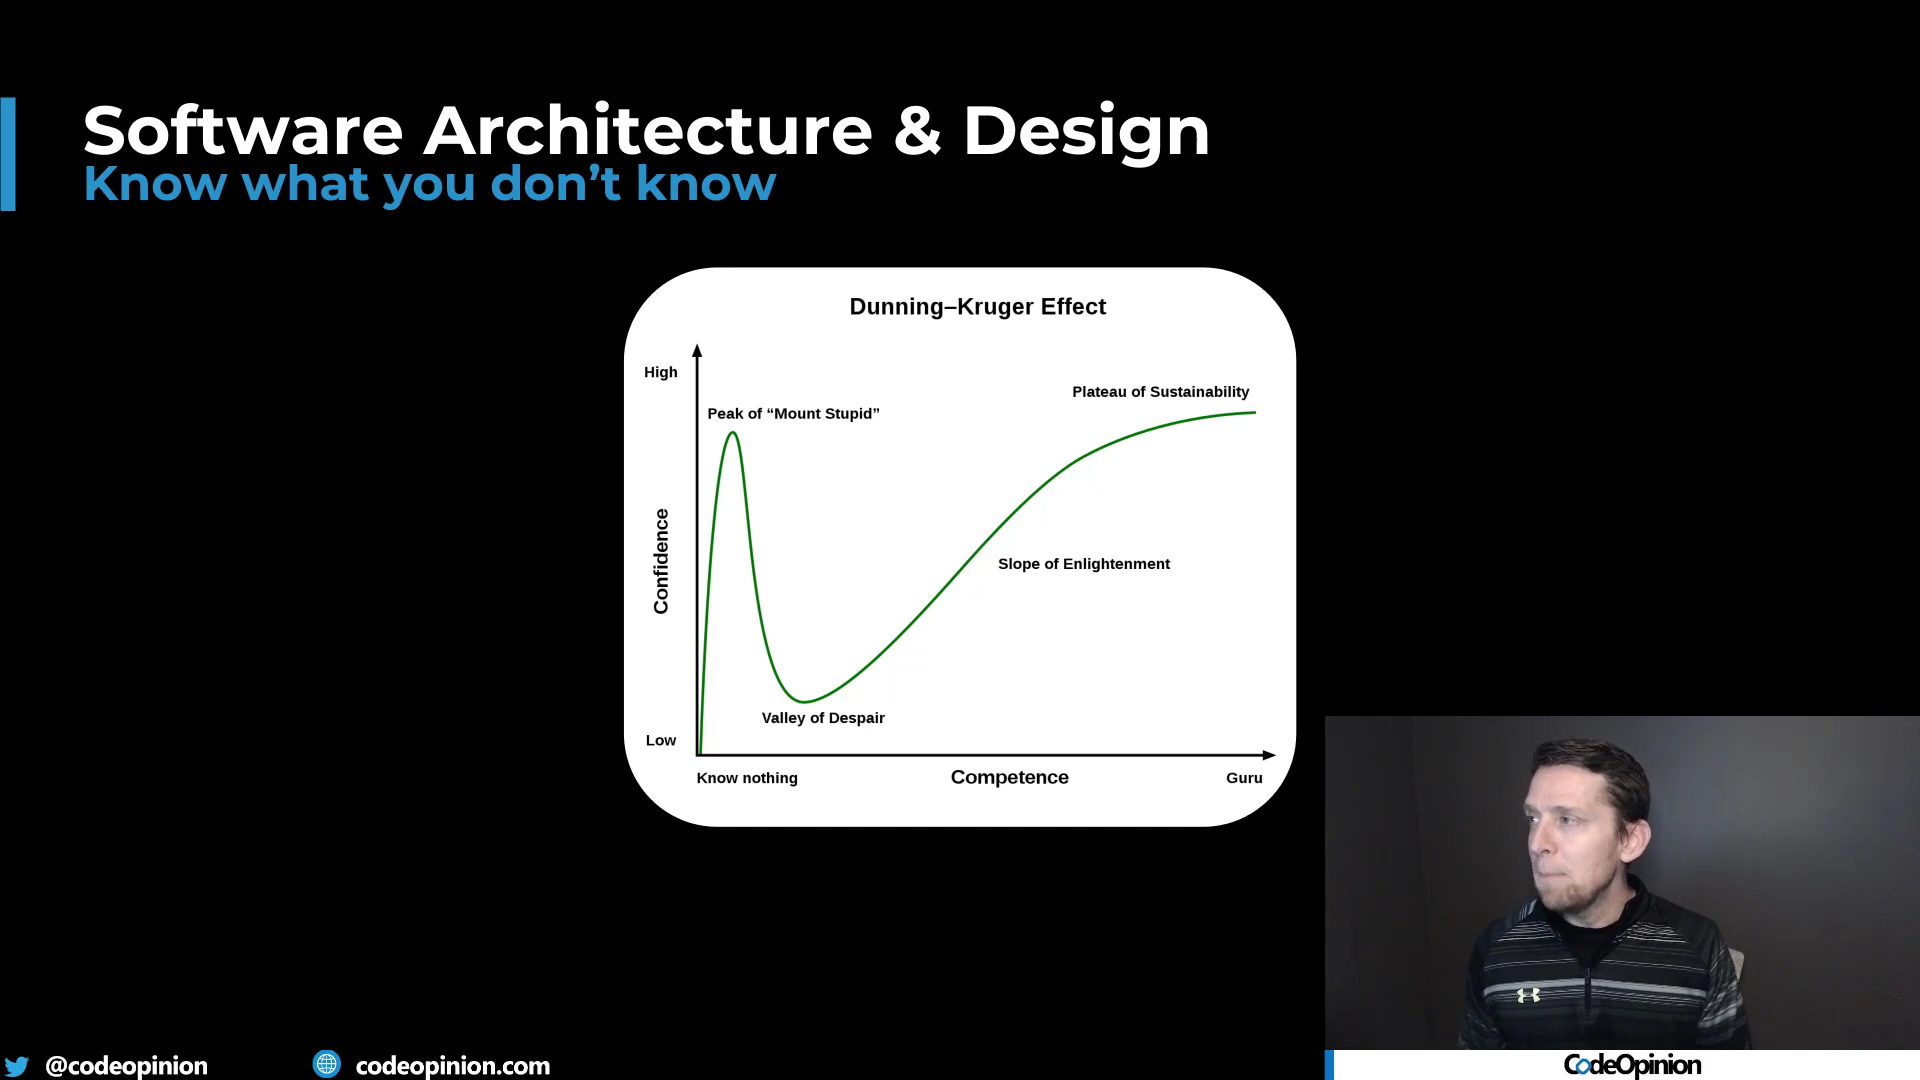 Software Architecture & Design
Know what you don’t know
Dunning–Kruger Effect
High
Plateau of Sustainability
Peak of “Mount Stupid”
Confidence
Slope of Enlightenment
Valley of Despair
Low
Know nothing
Competence
Guru
@codeopinion
codeopinion.com
CodeOpinion